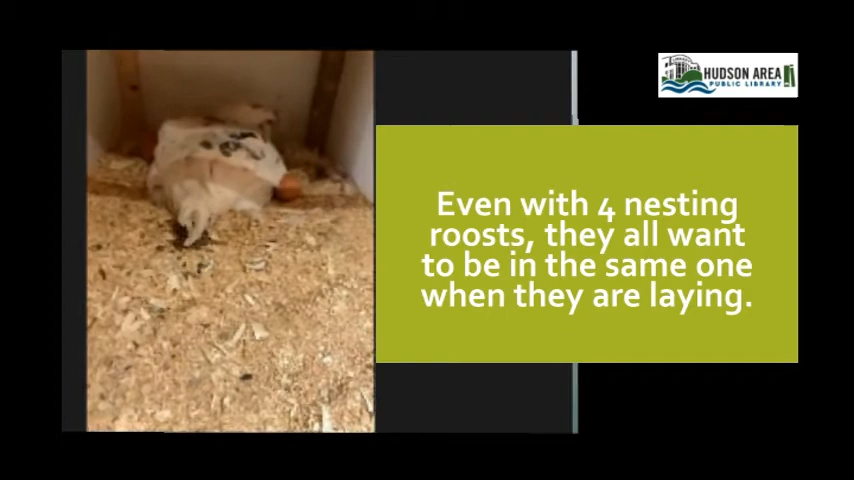 HUDSON AREA
PUBLIC LIBRARY
Even with 4 nesting
roosts, they all want
to be in the same one
when they are laying.